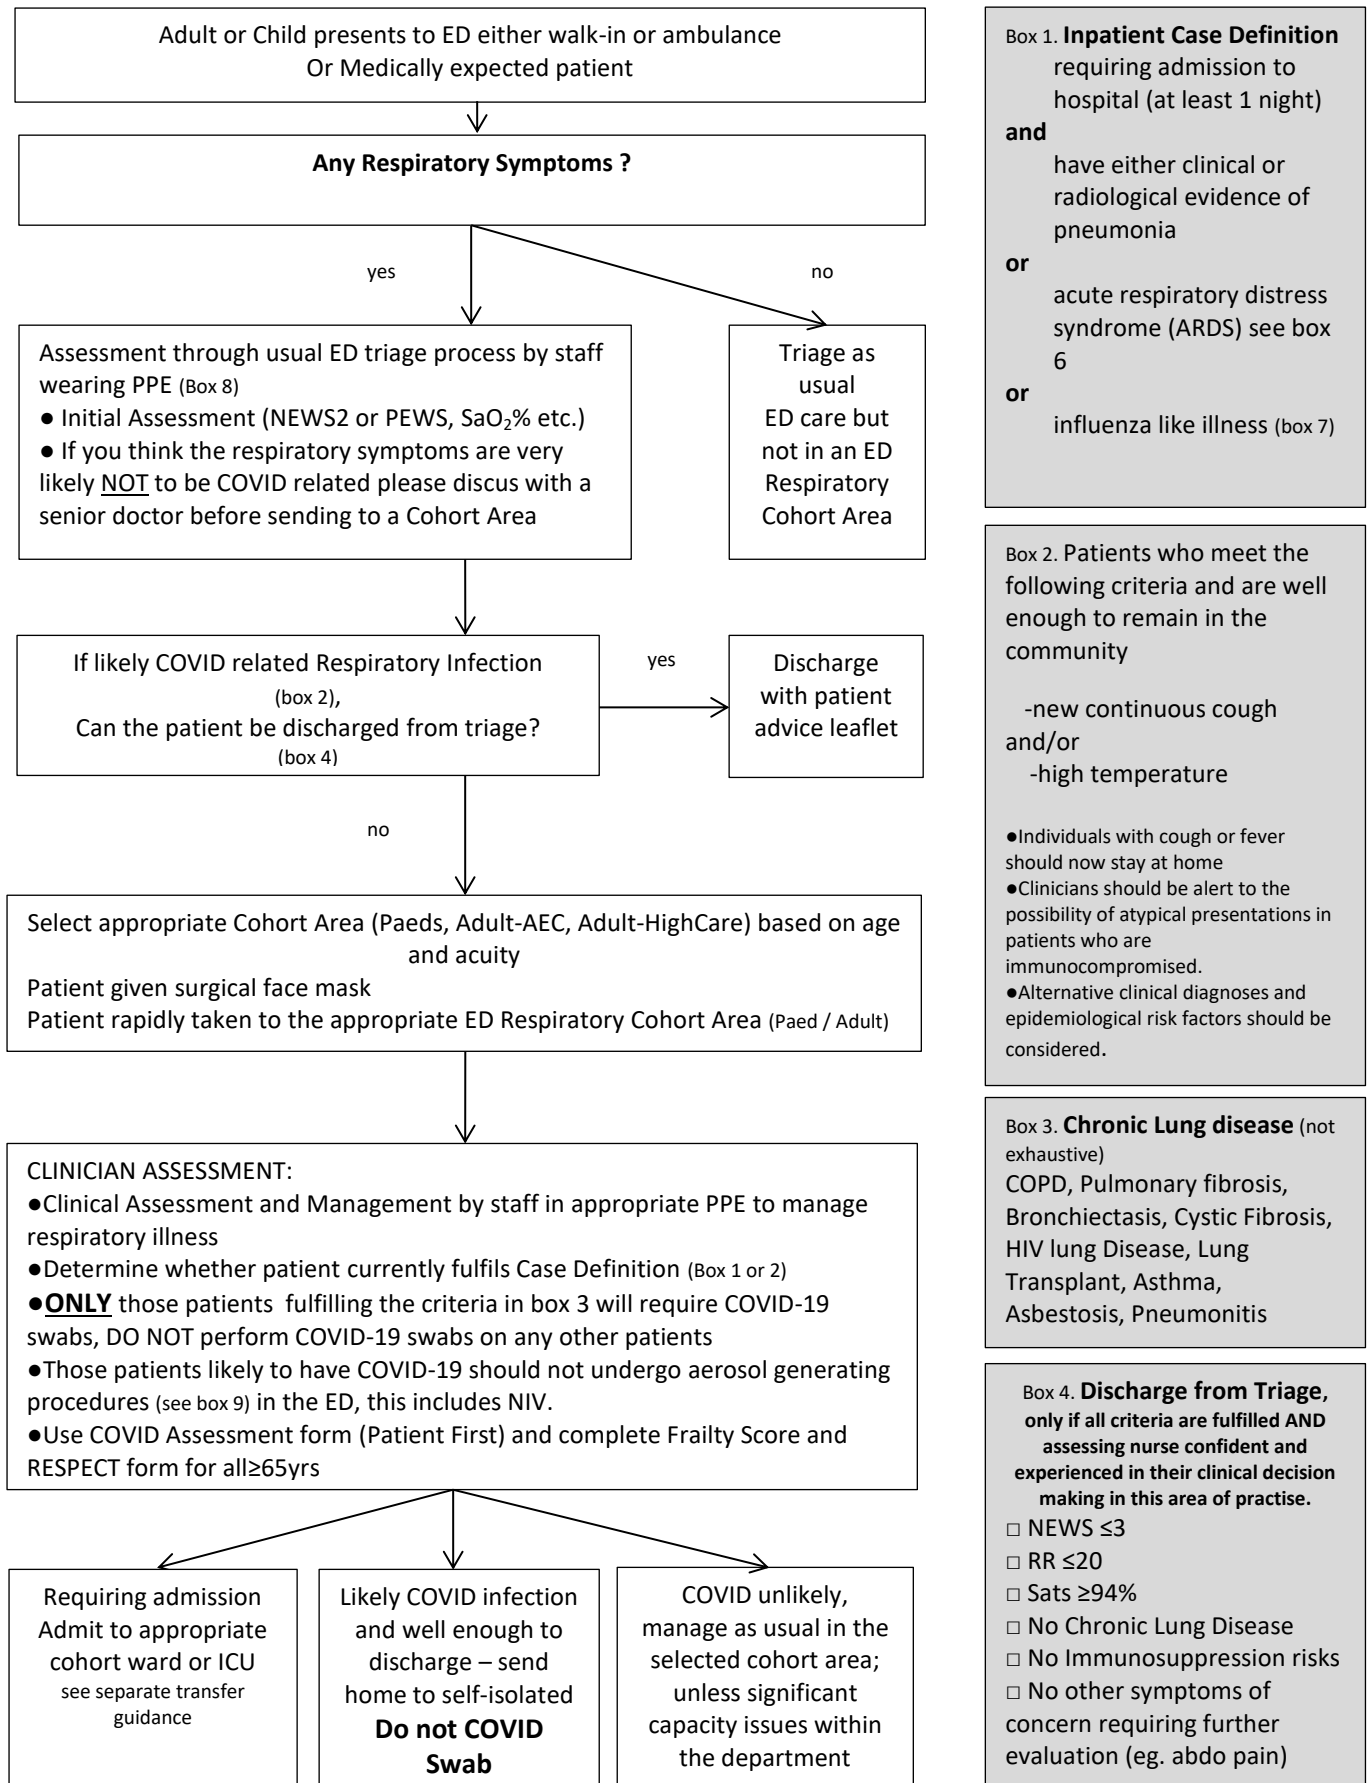 Adult or Child presents to ED either walk-in or ambulance
Or Medically expected patient
Any Respiratory Symptoms ?
yes
no
Assessment through usual ED triage process by staff
wearing PPE (Box 8)
● Initial Assessment (NEWS2 or PEWS, SaO₂% etc.)
● If you think the respiratory symptoms are very
likely NOT to be COVID related please discus with a
senior doctor before sending to a Cohort Area
Triage as
usual
ED care but
not in an ED
Respiratory
Cohort Area
If likely COVID related Respiratory Infection
(box 2),
Can the patient be discharged from triage?
(box 4)
yes
Discharge
with patient
advice leaflet
no
Select appropriate Cohort Area (Paeds, Adult-AEC, Adult-HighCare) based on age
and acuity
Patient given surgical face mask
Patient rapidly taken to the appropriate ED Respiratory Cohort Area (Paed / Adult)
CLINICIAN ASSESSMENT:
●Clinical Assessment and Management by staff in appropriate PPE to manage
respiratory illness
●Determine whether patient currently fulfils Case Definition (Box 1 or 2)
●ONLY those patients fulfilling the criteria in box 3 will require COVID-19
swabs, DO NOT perform COVID-19 swabs on any other patients
●Those patients likely to have COVID-19 should not undergo aerosol generating
procedures (see box 9) in the ED, this includes NIV.
●Use COVID Assessment form (Patient First) and complete Frailty Score and
RESPECT form for all≥65yrs
Requiring admission
Admit to appropriate
cohort ward or ICU
see separate transfer
guidance
Likely COVID infection
and well enough to
discharge – send
home to self-isolated
Do not COVID
Swab
COVID unlikely,
manage as usual in the
selected cohort area;
unless significant
capacity issues within
the department
Box 1. Inpatient Case Definition
requiring admission to
hospital (at least 1 night)
and
have either clinical or
radiological evidence of
pneumonia
or
acute respiratory distress
syndrome (ARDS) see box
6
or
influenza like illness (box 7)
Box 2. Patients who meet the
following criteria and are well
enough to remain in the
community
-new continuous cough
and/or
-high temperature
●Individuals with cough or fever
should now stay at home
●Clinicians should be alert to the
possibility of atypical presentations in
patients who are
immunocompromised.
●Alternative clinical diagnoses and
epidemiological risk factors should be
considered.
Box 3. Chronic Lung disease (not
exhaustive)
COPD, Pulmonary fibrosis,
Bronchiectasis, Cystic Fibrosis,
HIV lung Disease, Lung
Transplant, Asthma,
Asbestosis, Pneumonitis
Box 4. Discharge from Triage,
only if all criteria are fulfilled AND
assessing nurse confident and
experienced in their clinical decision
making in this area of practise.
□ NEWS ≤3
□ RR ≤20
□ Sats ≥94%
□ No Chronic Lung Disease
□ No Immunosuppression risks
□ No other symptoms of
concern requiring further
evaluation (eg. abdo pain)